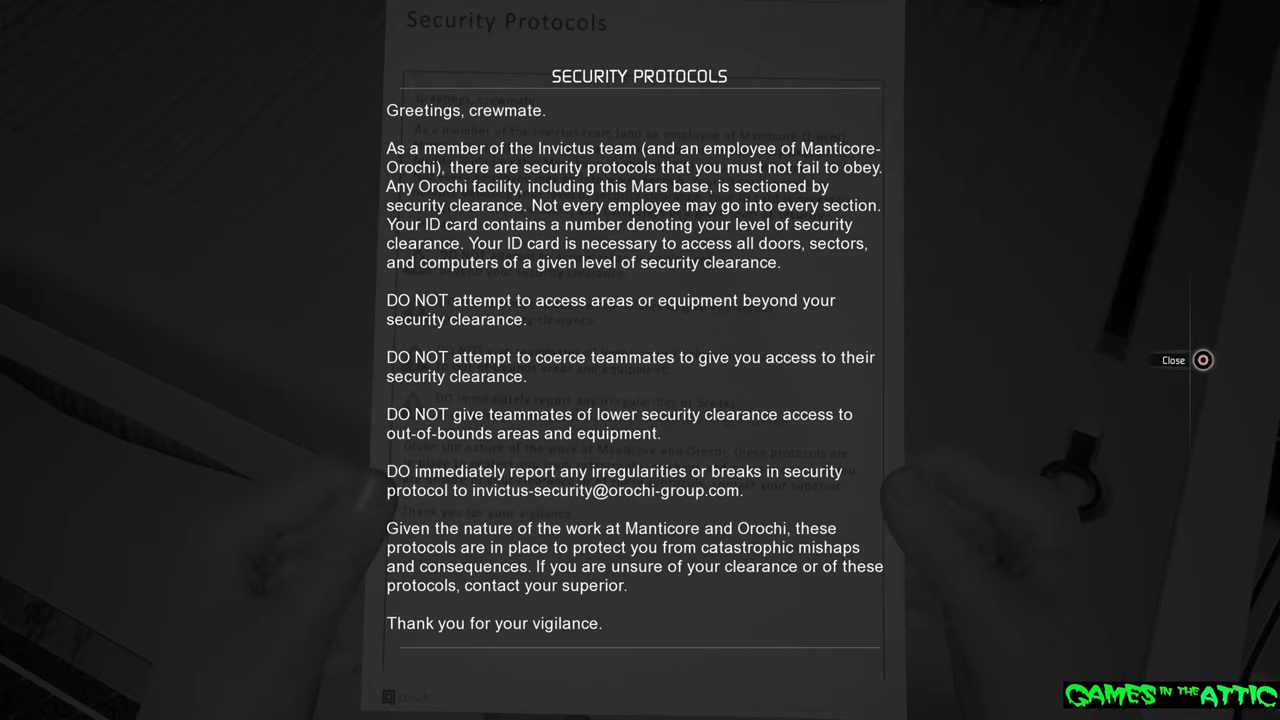 Security Protocols
SECURITY PROTOCOLS
Greetings, crewmate.
As a member of the Invictus team (and an employee of Manticore-
Orochi), there are security protocols that you must not fail to obey.
Any Orochi facility, including this Mars base, is sectioned by
security clearance. Not every employee may go into every section.
Your ID card contains a number denoting your level of security
clearance. Your ID card is necessary to access all doors, sectors,
and computers of a given level of security clearance.
DO NOT attempt to access areas or equipment beyond your
security clearance.
DO NOT attempt to coerce teammates to give you access to their
security clearance.
DO NOT give teammates of lower security clearance access to
out-of-bounds areas and equipment.
DO immediately report any irregularities or breaks in security
protocol to invictus-security@orochi-group.com.
Given the nature of the work at Manticore and Orochi, these
protocols are in place to protect you from catastrophic mishaps
and consequences. If you are unsure of your clearance or of these
protocols, contact your superior.
Thank you for your vigilance.
Close
Orochi
GAMES IN THE ATTIC